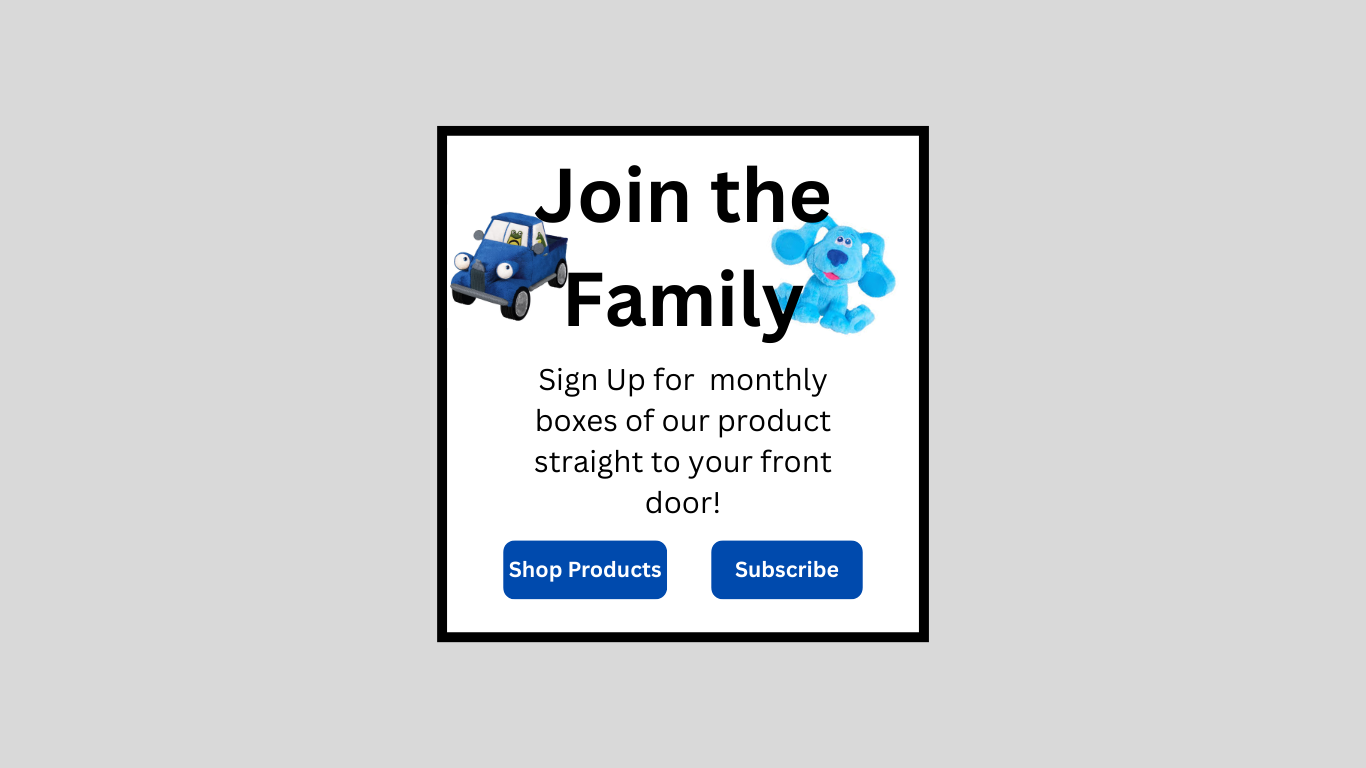 Join the
Family
Sign Up for  monthly
boxes of our product
straight to your front
door!
Shop Products
Subscribe